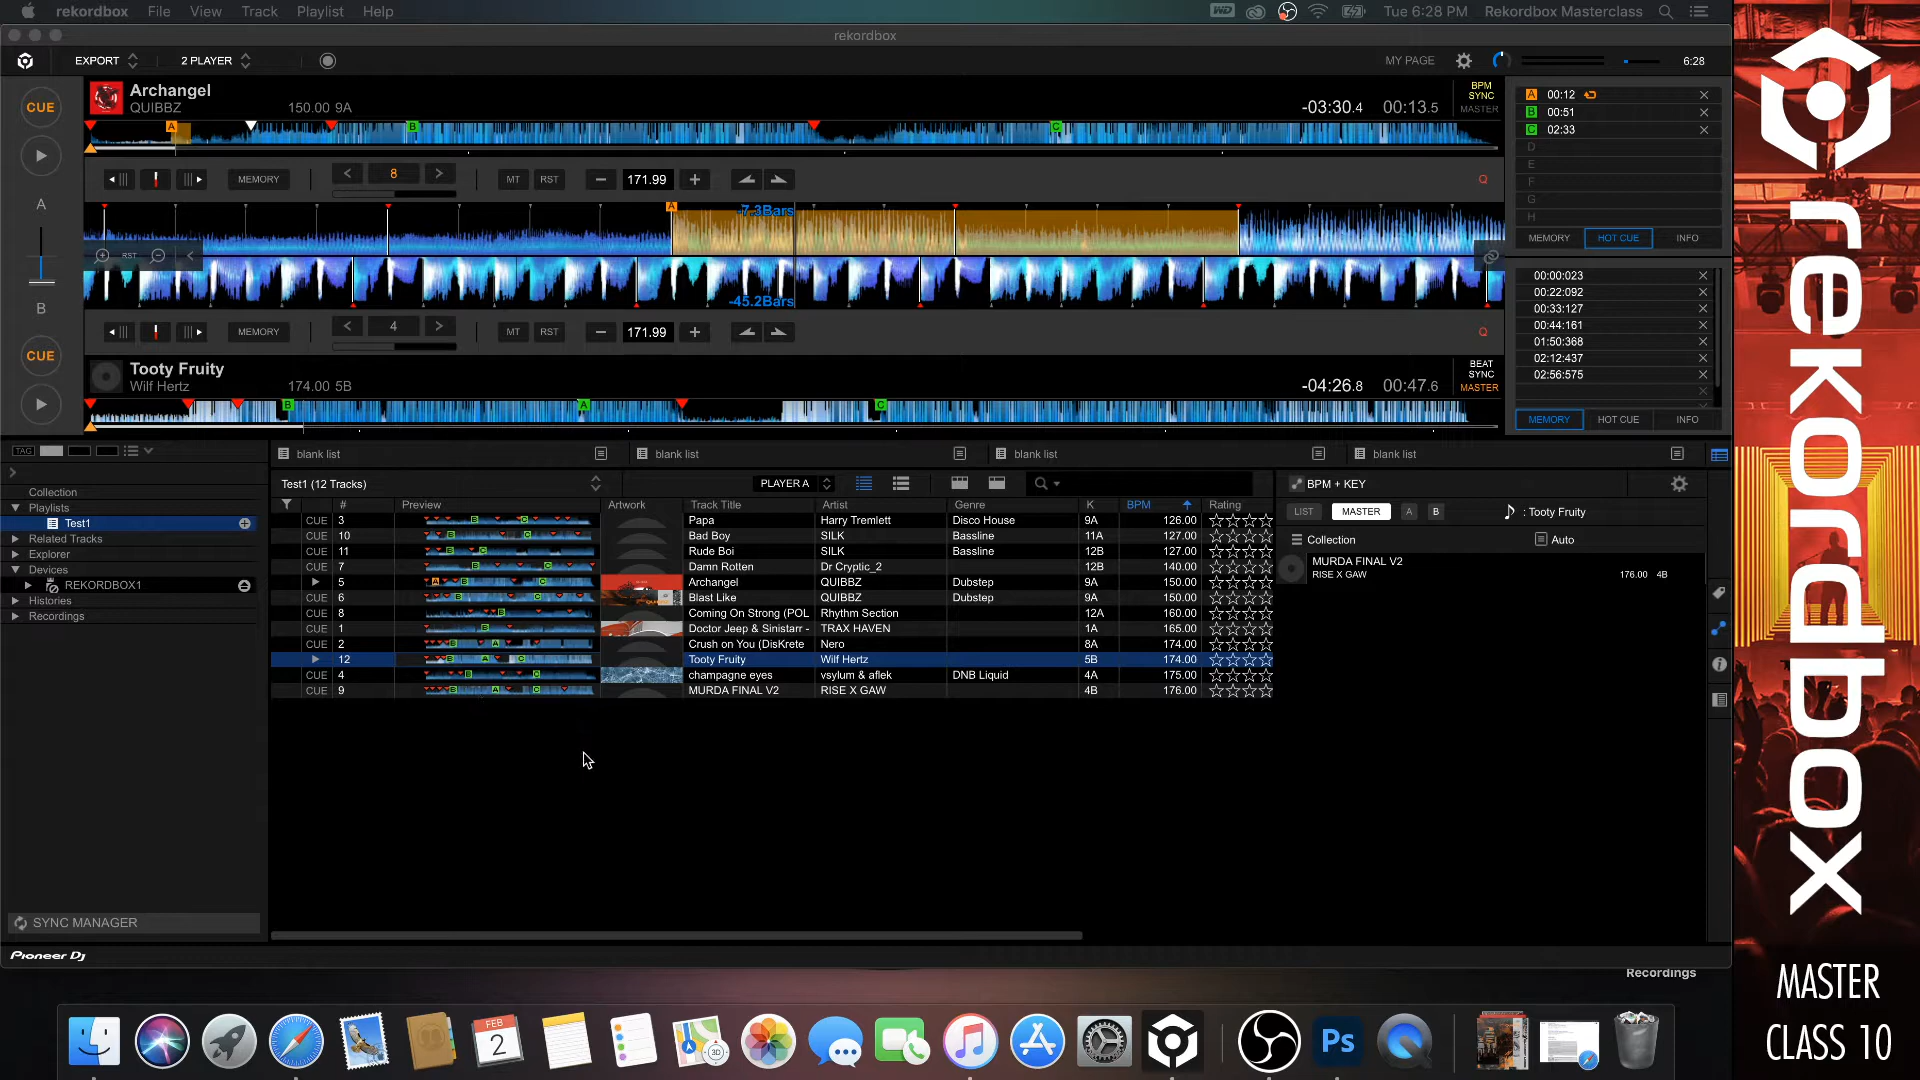 rekordbox File View Track Playlist Help
Tue 6:28 PM Rekordbox Masterclass
rekordbox
EXPORT 2 PLAYER
MY PAGE 6:28
CUE
Archangel
QUIBBZ 150.00 9A
-03:30.4 00:13.5
BPM
SYNC
MASTER
A B C
A 00:12
B 00:51
C 02:33
D
E
F
G
H
MEMORY HOT CUE INFO
MEMORY 8 MT RST 171.99 Q
A
A -7.3Bars
RST
-45.2Bars
B
MEMORY 4 MT RST 171.99 Q
00:00:023
00:22:092
00:33:127
00:44:161
01:50:368
02:12:437
02:56:575
MEMORY HOT CUE INFO
CUE
Tooty Fruity
Wilf Hertz 174.00 5B
-04:26.8 00:47.6
BEAT
SYNC
MASTER
B A C
TAG
blank list blank list blank list blank list
Collection
Playlists
Test1
Related Tracks
Explorer
Devices
REKORDBOX1
Histories
Recordings
SYNC MANAGER
Test1 (12 Tracks) PLAYER A
# Preview Artwork Track Title Artist Genre K BPM Rating
CUE 3 B C Papa Harry Tremlett Disco House 9A 126.00
CUE 10 B C Bad Boy SILK Bassline 11A 127.00
CUE 11 B C Rude Boi SILK Bassline 12B 127.00
CUE 7 B C Damn Rotten Dr Cryptic_2 12B 140.00
5 A B C Archangel QUIBBZ Dubstep 9A 150.00
CUE 6 B C Blast Like QUIBBZ Dubstep 9A 150.00
CUE 8 B Coming On Strong (POL Rhythm Section 12A 160.00
CUE 1 B Doctor Jeep & Sinistarr - TRAX HAVEN 1A 165.00
CUE 2 B A C Crush on You (DisKrete Nero 8A 174.00
12 B A C Tooty Fruity Wilf Hertz 5B 174.00
CUE 4 B C champagne eyes vsylum & aflek DNB Liquid 4A 175.00
CUE 9 B A C MURDA FINAL V2 RISE X GAW 4B 176.00
BPM + KEY
LIST MASTER A B : Tooty Fruity
Collection Auto
MURDA FINAL V2
RISE X GAW 176.00 4B
Pioneer Dj
Recordings
FEB
2
3D
Ps
rekordbox
MASTER
CLASS 10